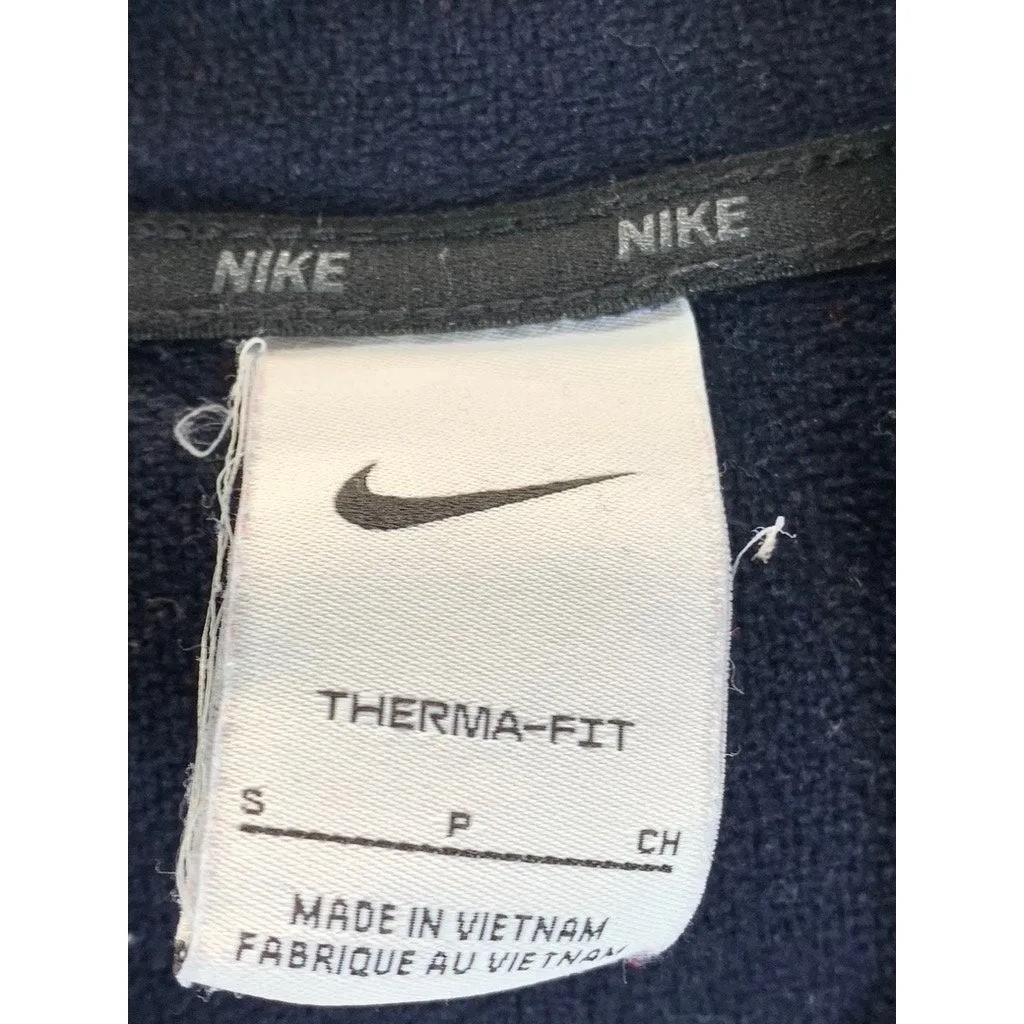 NIKE NIKE
THERMA-FIT
S P CH
MADE IN VIETNAM
FABRIQUE AU VIETNAM